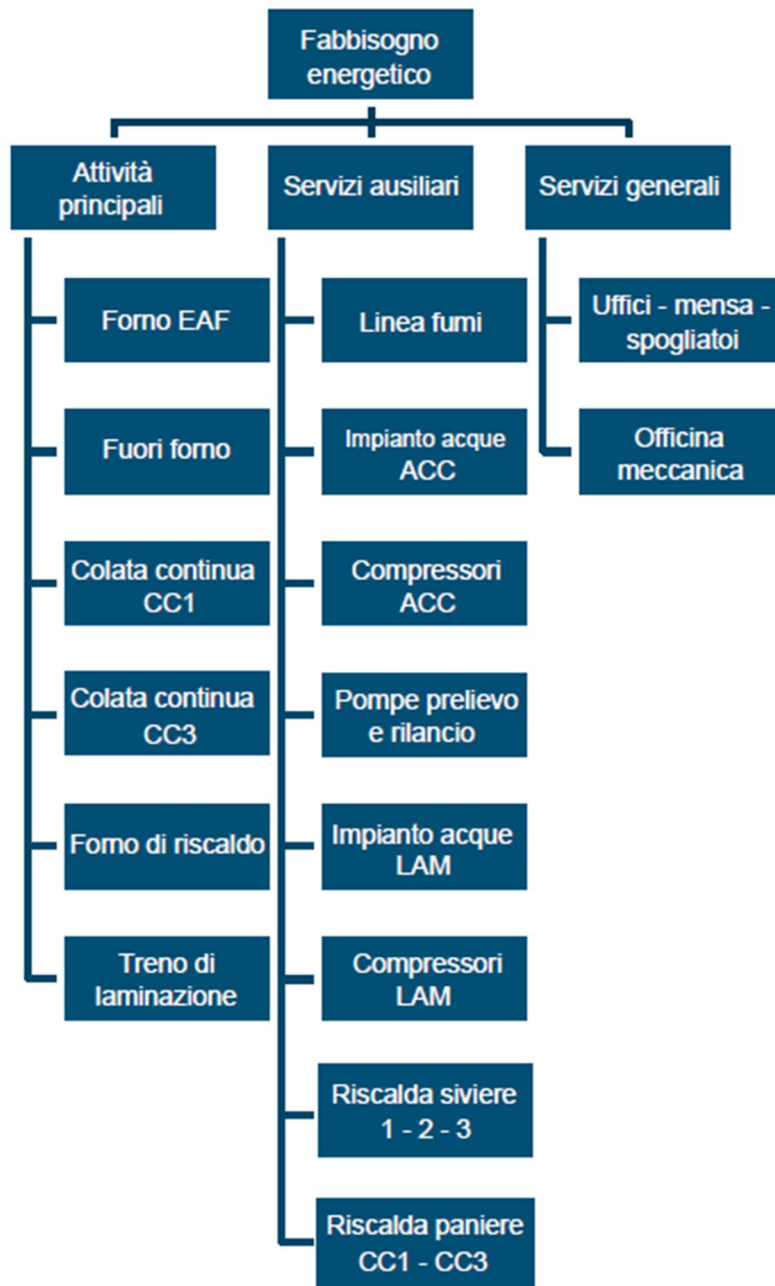 Fabbisogno
energetico
Attività
principali
Servizi ausiliari
Servizi generali
Forno EAF
Fuori forno
Colata continua
CC1
Colata continua
CC3
Forno di riscaldo
Treno di
laminazione
Linea fumi
Impianto acque
ACC
Compressori
ACC
Pompe prelievo
e rilancio
Impianto acque
LAM
Compressori
LAM
Riscalda siviere
1 - 2 - 3
Riscalda paniere
CC1 - CC3
Uffici - mensa -
spogliatoi
Officina
meccanica